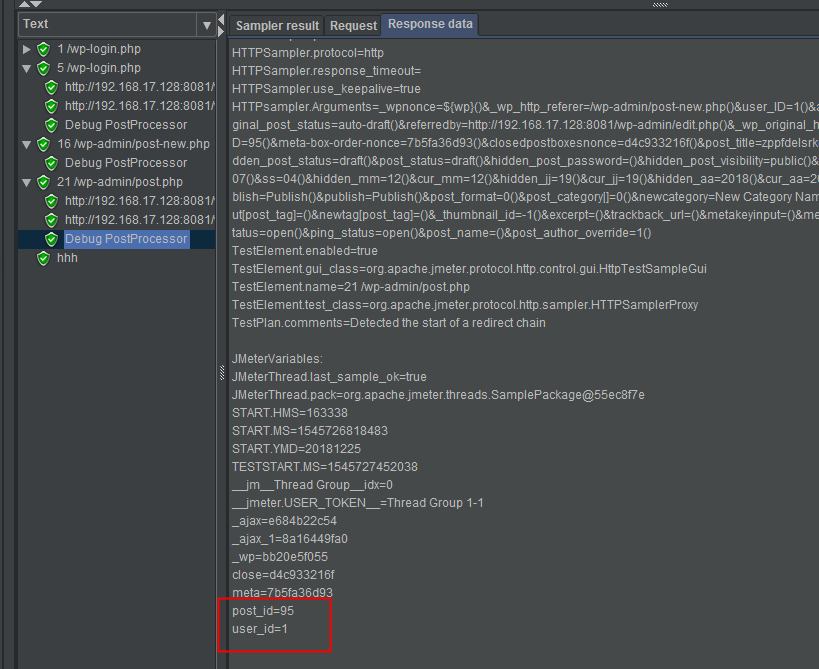 Text
1 /wp-login.php
5 /wp-login.php
http://192.168.17.128:8081/
http://192.168.17.128:8081/
Debug PostProcessor
16 /wp-admin/post-new.php
Debug PostProcessor
21 /wp-admin/post.php
http://192.168.17.128:8081/
http://192.168.17.128:8081/
Debug PostProcessor
hhh
Sampler result Request Response data
HTTPSampler.protocol=http
HTTPSampler.response_timeout=
HTTPSampler.use_keepalive=true
HTTPsampler.Arguments=_wpnonce=${wp}()&_wp_http_referer=/wp-admin/post-new.php()&user_ID=1()&a
ginal_post_status=auto-draft()&referredby=http://192.168.17.128:8081/wp-admin/edit.php()&_wp_original_h
D=95()&meta-box-order-nonce=7b5fa36d93()&closedpostboxesnonce=d4c933216f()&post_title=zppfdelsrk
dden_post_status=draft()&post_status=draft()&hidden_post_password=()&hidden_post_visibility=public()&
07()&ss=04()&hidden_mm=12()&cur_mm=12()&hidden_jj=19()&cur_jj=19()&hidden_aa=2018()&cur_aa=20
blish=Publish()&publish=Publish()&post_format=0()&post_category[]=0()&newcategory=New Category Nam
ut[post_tag]=()&newtag[post_tag]=()&_thumbnail_id=-1()&excerpt=()&trackback_url=()&metakeyinput=()&me
tatus=open()&ping_status=open()&post_name=()&post_author_override=1()
TestElement.enabled=true
TestElement.gui_class=org.apache.jmeter.protocol.http.control.gui.HttpTestSampleGui
TestElement.name=21 /wp-admin/post.php
TestElement.test_class=org.apache.jmeter.protocol.http.sampler.HTTPSamplerProxy
TestPlan.comments=Detected the start of a redirect chain
JMeterVariables:
JMeterThread.last_sample_ok=true
JMeterThread.pack=org.apache.jmeter.threads.SamplePackage@55ec8f7e
START.HMS=163338
START.MS=1545726818483
START.YMD=20181225
TESTSTART.MS=1545727452038
__jm__Thread Group__idx=0
__jmeter.USER_TOKEN__=Thread Group 1-1
_ajax=e684b22c54
_ajax_1=8a16449fa0
_wp=bb20e5f055
close=d4c933216f
meta=7b5fa36d93
post_id=95
user_id=1